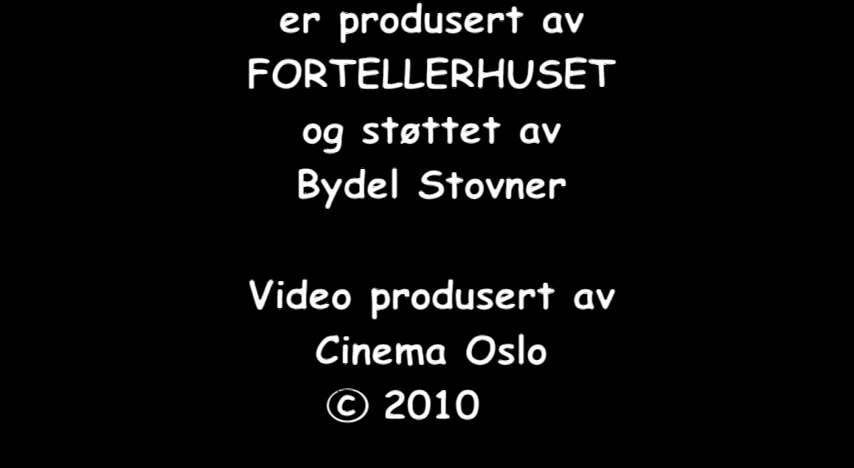 er produsert av
FORTELLERHUSET
og støttet av
Bydel Stovner
Video produsert av
Cinema Oslo
© 2010